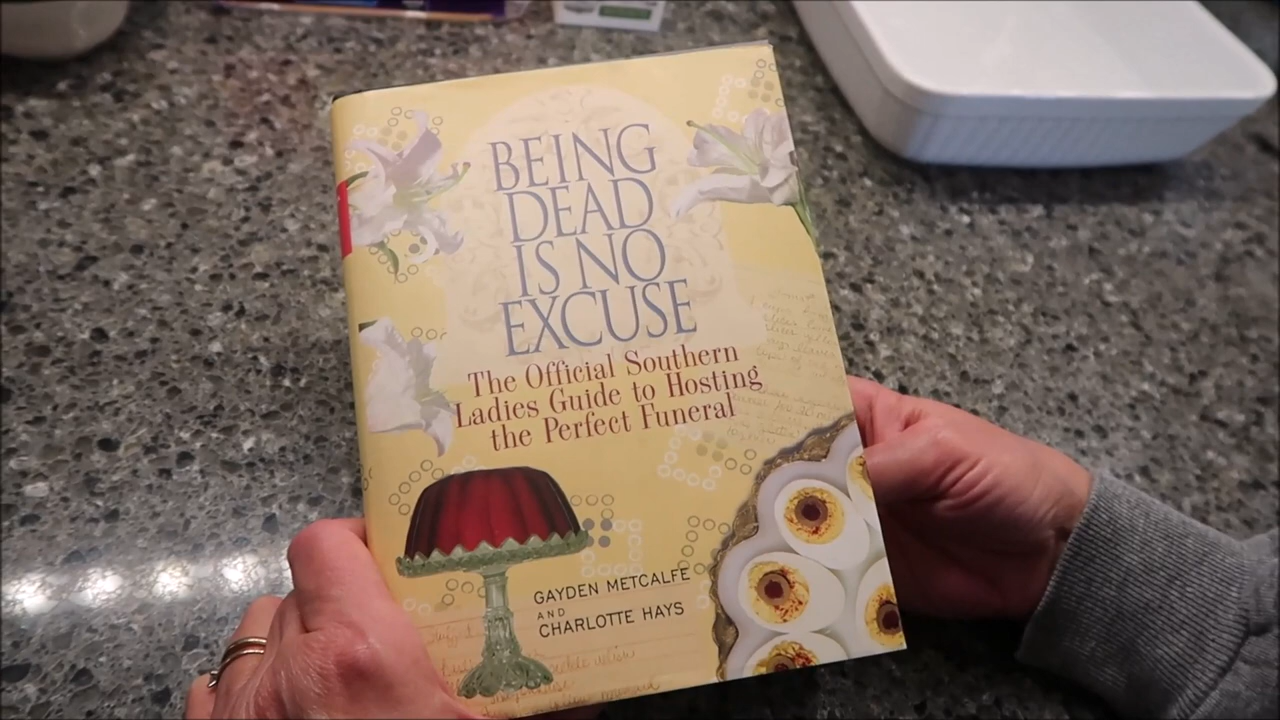 BEING
DEAD
IS NO
EXCUSE
The Official Southern
Ladies Guide to Hosting
the Perfect Funeral
GAYDEN METCALFE
AND
CHARLOTTE HAYS